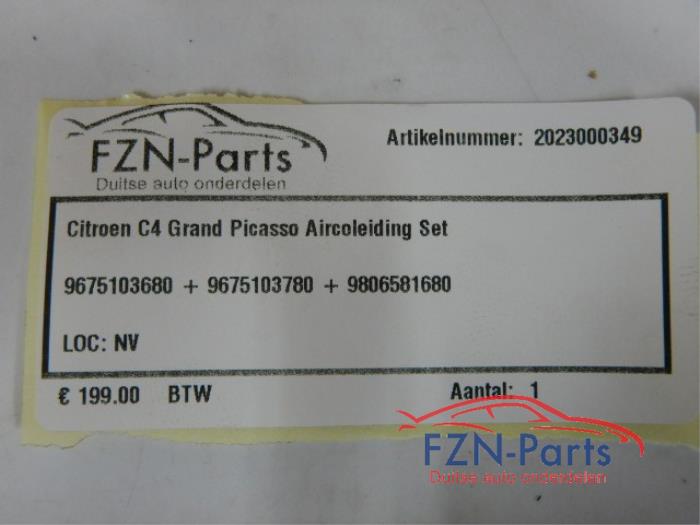 FZN-Parts
Duitse auto onderdelen
Artikelnummer: 2023000349
Citroen C4 Grand Picasso Aircoleiding Set
9675103680 + 9675103780 + 9806581680
LOC: NV
€ 199.00 BTW Aantal: 1
FZN-Parts
Duitse auto onderdelen